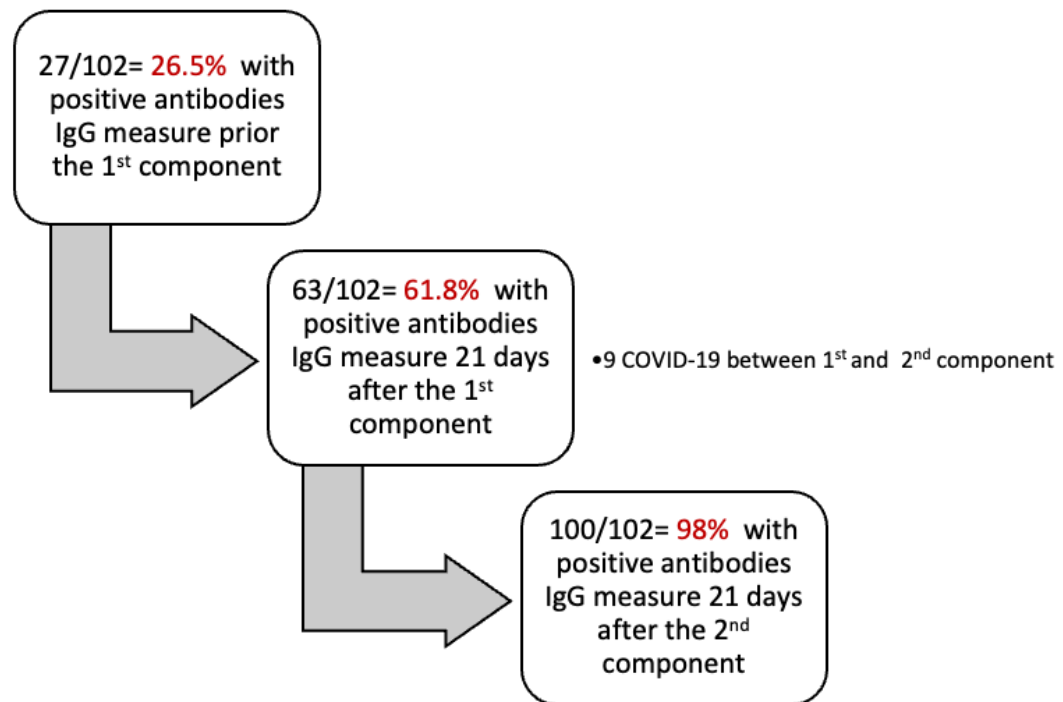 27/102= 26.5% with
positive antibodies
IgG measure prior
the 1st component
63/102= 61.8% with
positive antibodies
IgG measure 21 days
after the 1st
component
•9 COVID-19 between 1st and 2nd component
100/102= 98% with
positive antibodies
IgG measure 21 days
after the 2nd
component